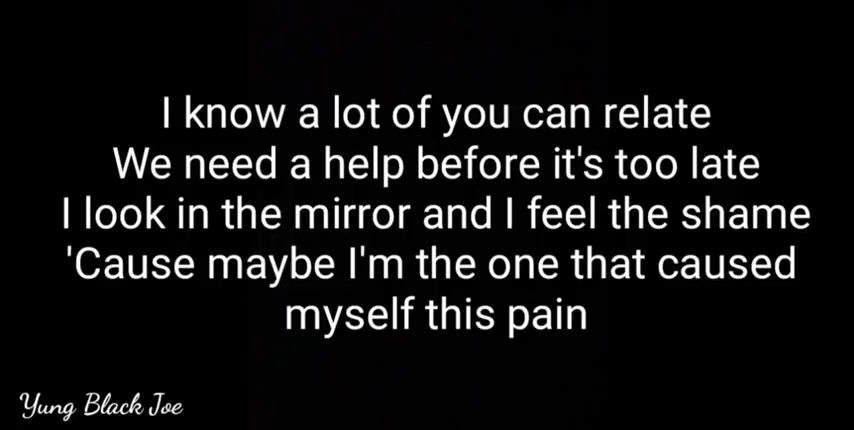 I know a lot of you can relate
We need a help before it's too late
I look in the mirror and I feel the shame
'Cause maybe I'm the one that caused
myself this pain
Yung Black Joe